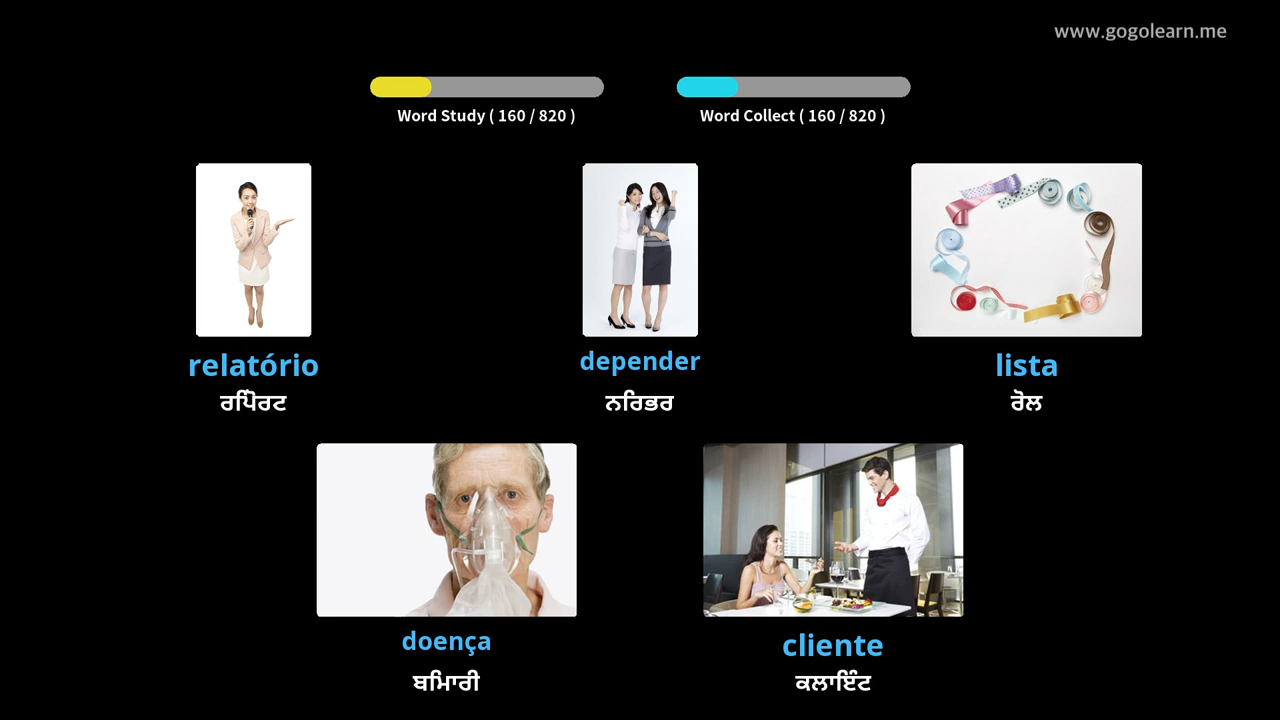 www.gogolearn.me
Word Study ( 160 / 820 )
Word Collect ( 160 / 820 )
relatório
ਰਿਪੋਰਟ
depender
ਨਿਰਭਰ
lista
ਰੋਲ
doença
ਬਿਮਾਰੀ
cliente
ਕਲਾਇੰਟ